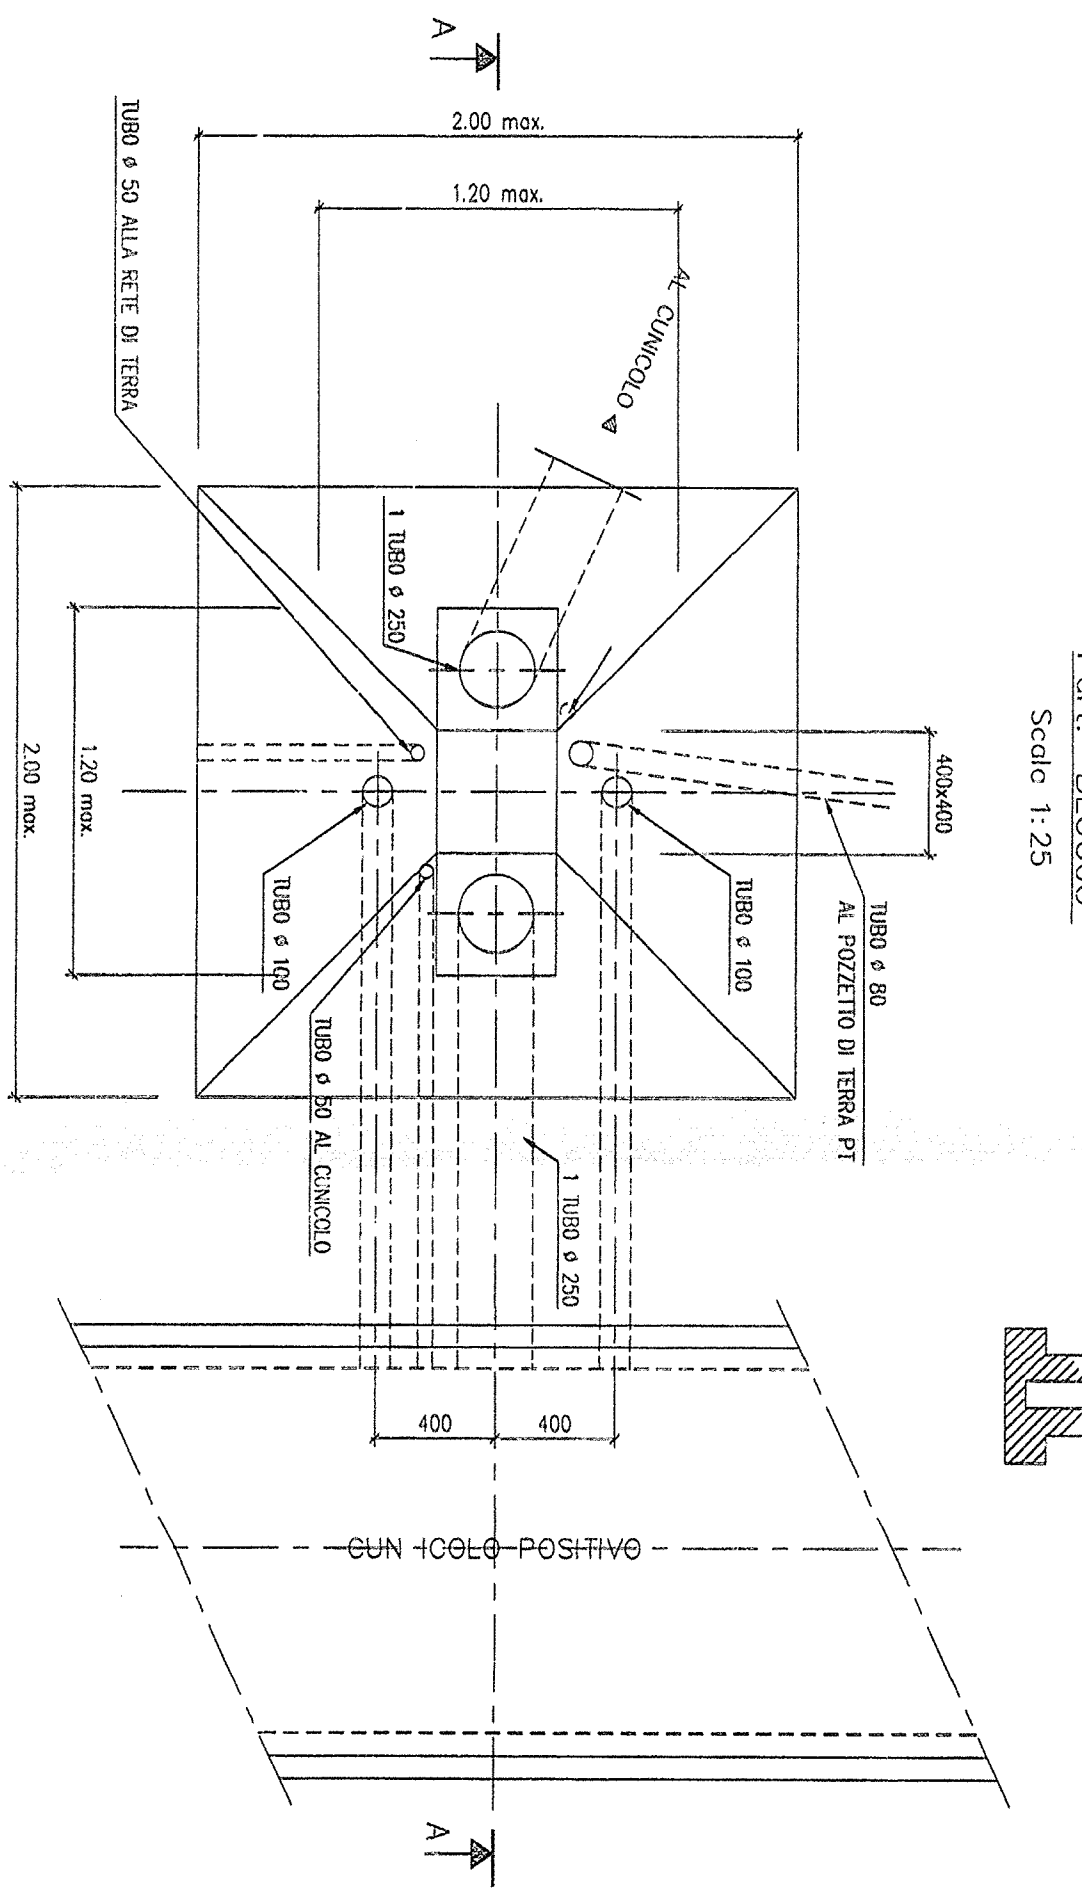 Scala 1:25
A
2.00 max.
1.20 max.
AL CUNICOLO
TUBO ø 50 ALLA RETE DI TERRA
1 TUBO ø 250
400x400
TUBO ø 80
AL POZZETTO DI TERRA PT
TUBO ø 100
TUBO ø 100
TUBO ø 50 AL CUNICOLO
1 TUBO ø 250
1.20 max.
2.00 max.
400
400
CUNICOLO POSITIVO
A